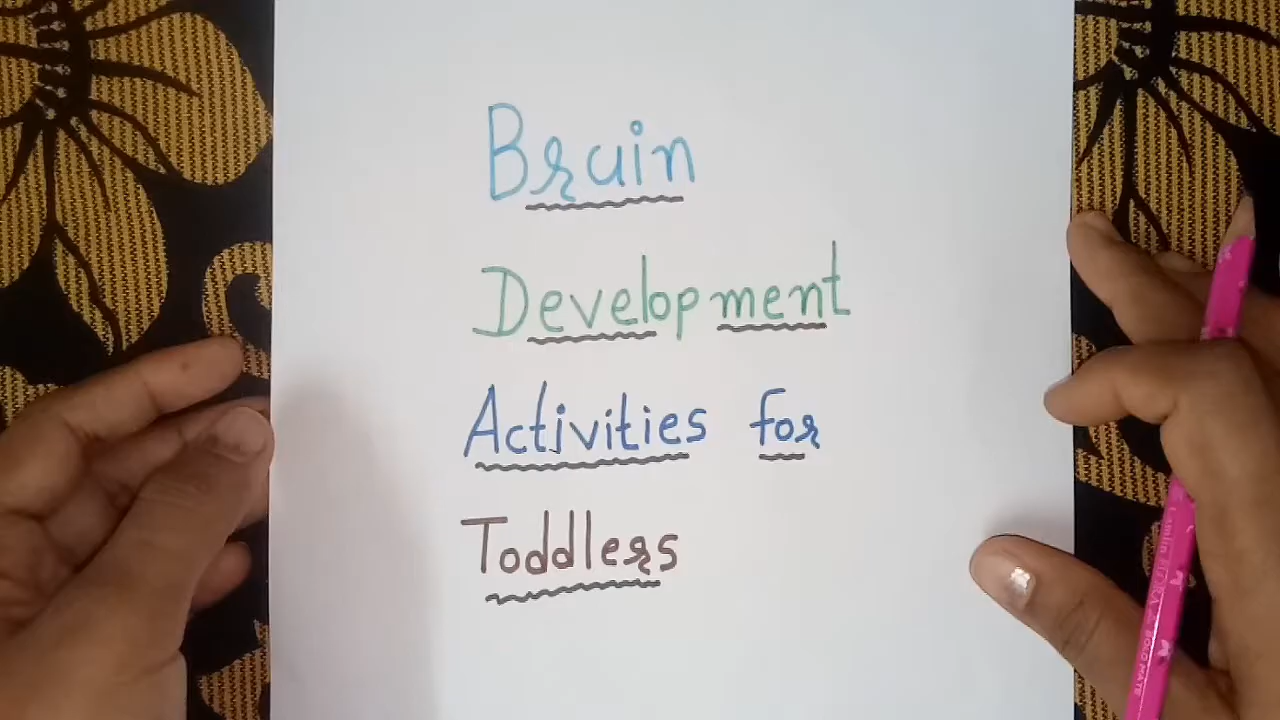 Brain
Development
Activities for
Toddlers